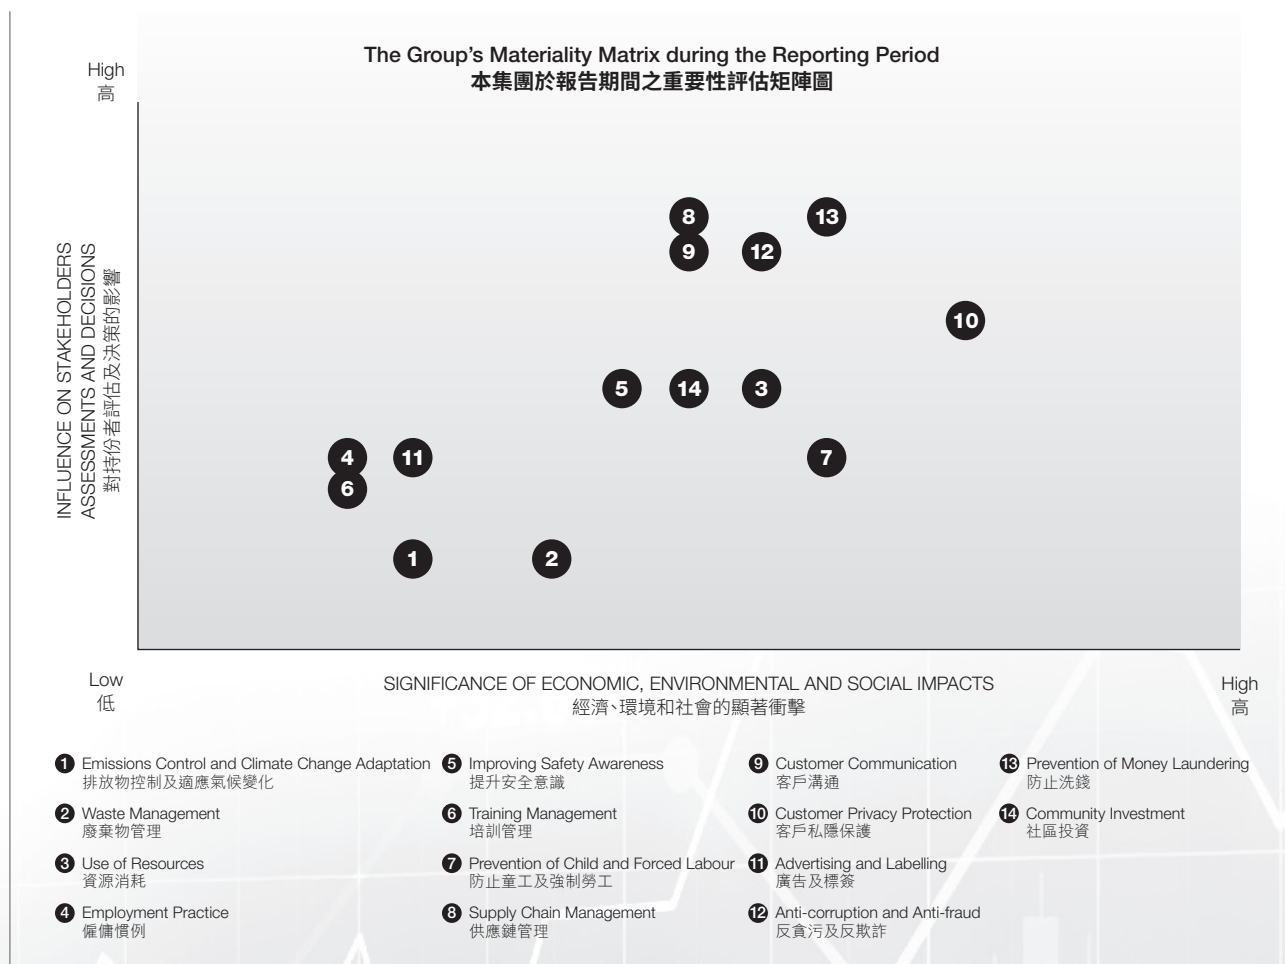 The Group’s Materiality Matrix during the Reporting Period
本集團於報告期間之重要性評估矩陣圖
High
高
INFLUENCE ON STAKEHOLDERS
ASSESSMENTS AND DECISIONS
對持份者評估及決策的影響
8
13
9
12
10
5
14
3
4
11
7
6
1
2
Low
低
SIGNIFICANCE OF ECONOMIC, ENVIRONMENTAL AND SOCIAL IMPACTS
經濟、環境和社會的顯著衝擊
High
高
1 Emissions Control and Climate Change Adaptation
排放物控制及適應氣候變化
2 Waste Management
廢棄物管理
3 Use of Resources
資源消耗
4 Employment Practice
僱傭慣例
5 Improving Safety Awareness
提升安全意識
6 Training Management
培訓管理
7 Prevention of Child and Forced Labour
防止童工及強制勞工
8 Supply Chain Management
供應鏈管理
9 Customer Communication
客戶溝通
10 Customer Privacy Protection
客戶私隱保護
11 Advertising and Labelling
廣告及標簽
12 Anti-corruption and Anti-fraud
反貪污及反欺詐
13 Prevention of Money Laundering
防止洗錢
14 Community Investment
社區投資